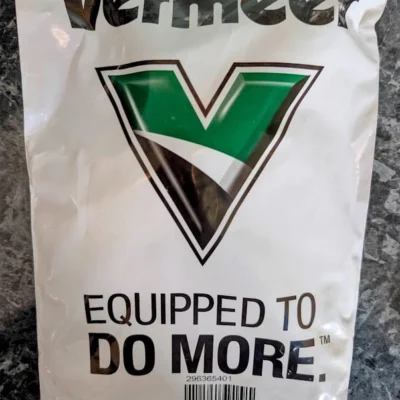 Vermeer
EQUIPPED TO
DO MORE.™
296365401